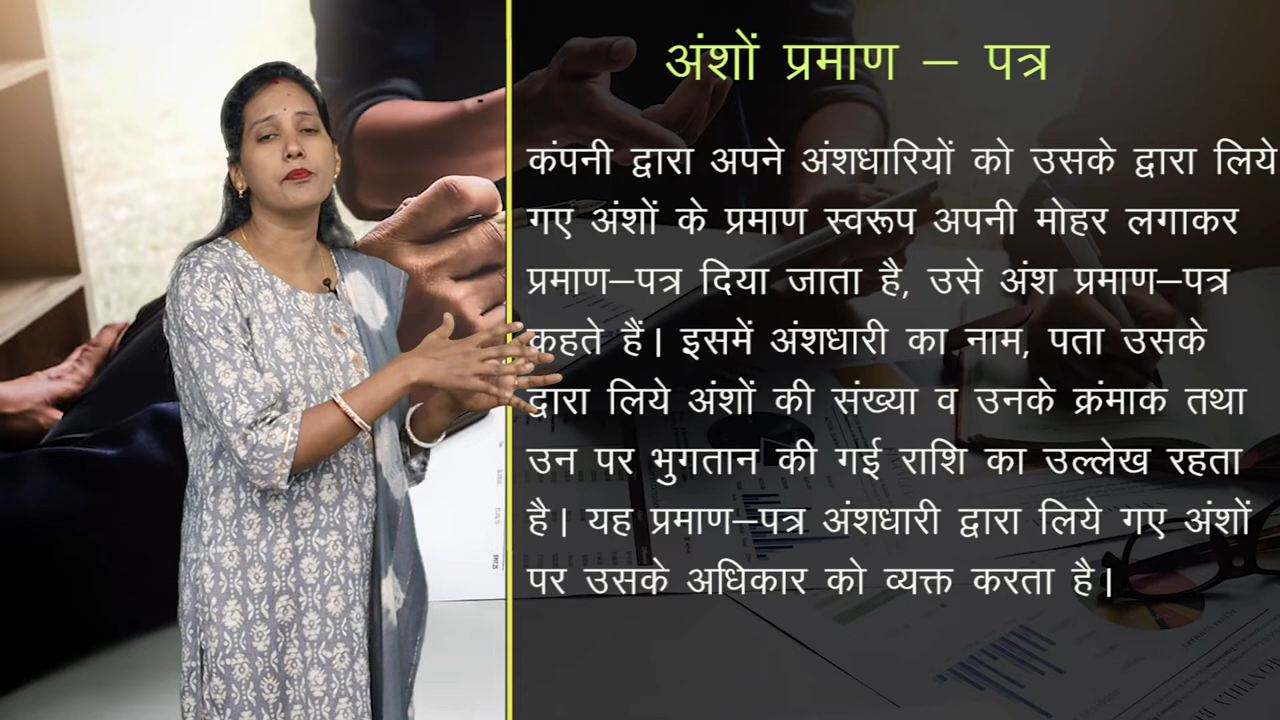 अंशों प्रमाण – पत्र
कंपनी द्वारा अपने अंशधारियों को उसके द्वारा लिये
गए अंशों के प्रमाण स्वरूप अपनी मोहर लगाकर
प्रमाण–पत्र दिया जाता है, उसे अंश प्रमाण–पत्र
कहते हैं। इसमें अंशधारी का नाम, पता उसके
द्वारा लिये अंशों की संख्या व उनके क्रंमाक तथा
उन पर भुगतान की गई राशि का उल्लेख रहता
है। यह प्रमाण–पत्र अंशधारी द्वारा लिये गए अंशों
पर उसके अधिकार को व्यक्त करता है।